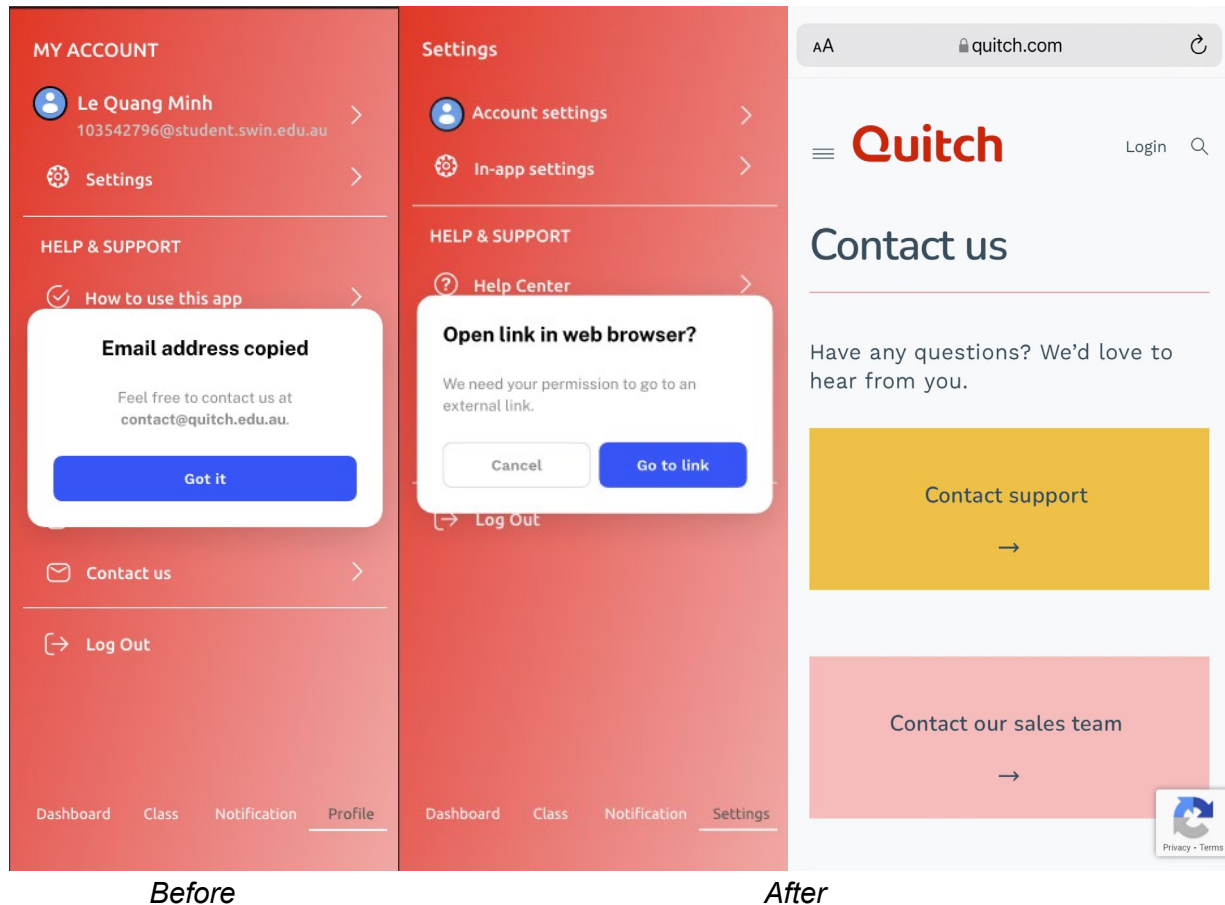 MY ACCOUNT
Le Quang Minh
103542796@student.swin.edu.au
Settings
HELP & SUPPORT
How to use this app
Email address copied
Feel free to contact us at
contact@quitch.edu.au.
Got it
Contact us
Log Out
Dashboard Class Notification Profile
Settings
Account settings
In-app settings
HELP & SUPPORT
Help Center
Open link in web browser?
We need your permission to go to an
external link.
Cancel Go to link
Log Out
Dashboard Class Notification Settings
AA quitch.com
Quitch Login
Contact us
Have any questions? We’d love to
hear from you.
Contact support
→
Contact our sales team
→
Privacy - Terms
Before After